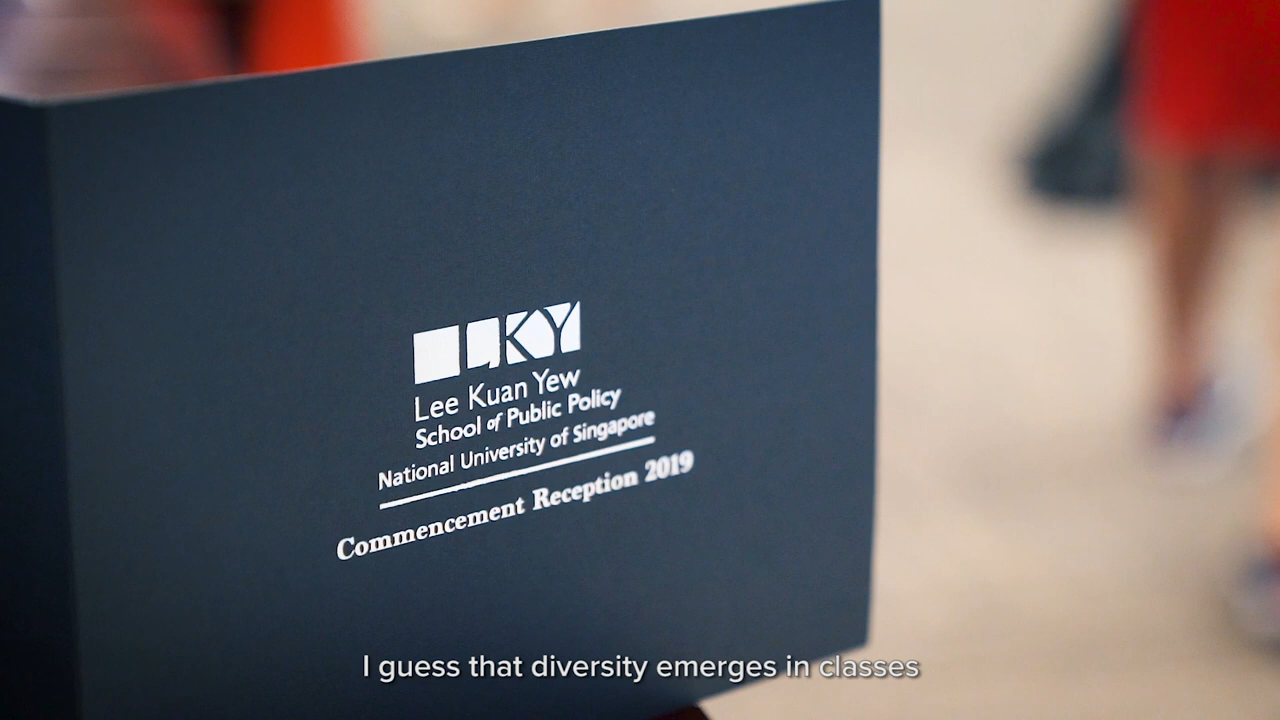 LKY
Lee Kuan Yew
School of Public Policy
National University of Singapore
Commencement Reception 2019
I guess that diversity emerges in classes